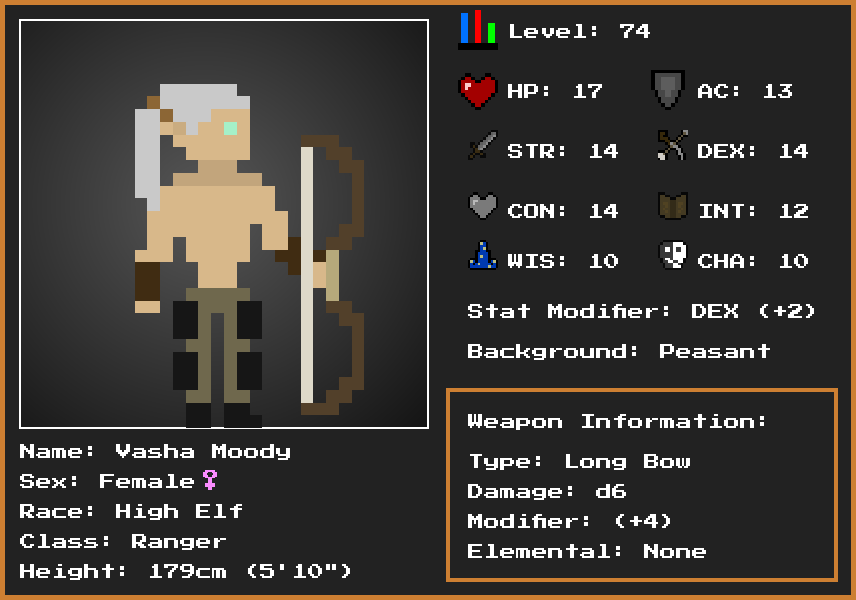 Level: 74
HP: 17
AC: 13
STR: 14
DEX: 14
CON: 14
INT: 12
WIS: 10
CHA: 10
Stat Modifier: DEX (+2)
Background: Peasant
Name: Vasha Moody
Sex: Female♀
Race: High Elf
Class: Ranger
Height: 179cm (5'10")
Weapon Information:
Type: Long Bow
Damage: d6
Modifier: (+4)
Elemental: None